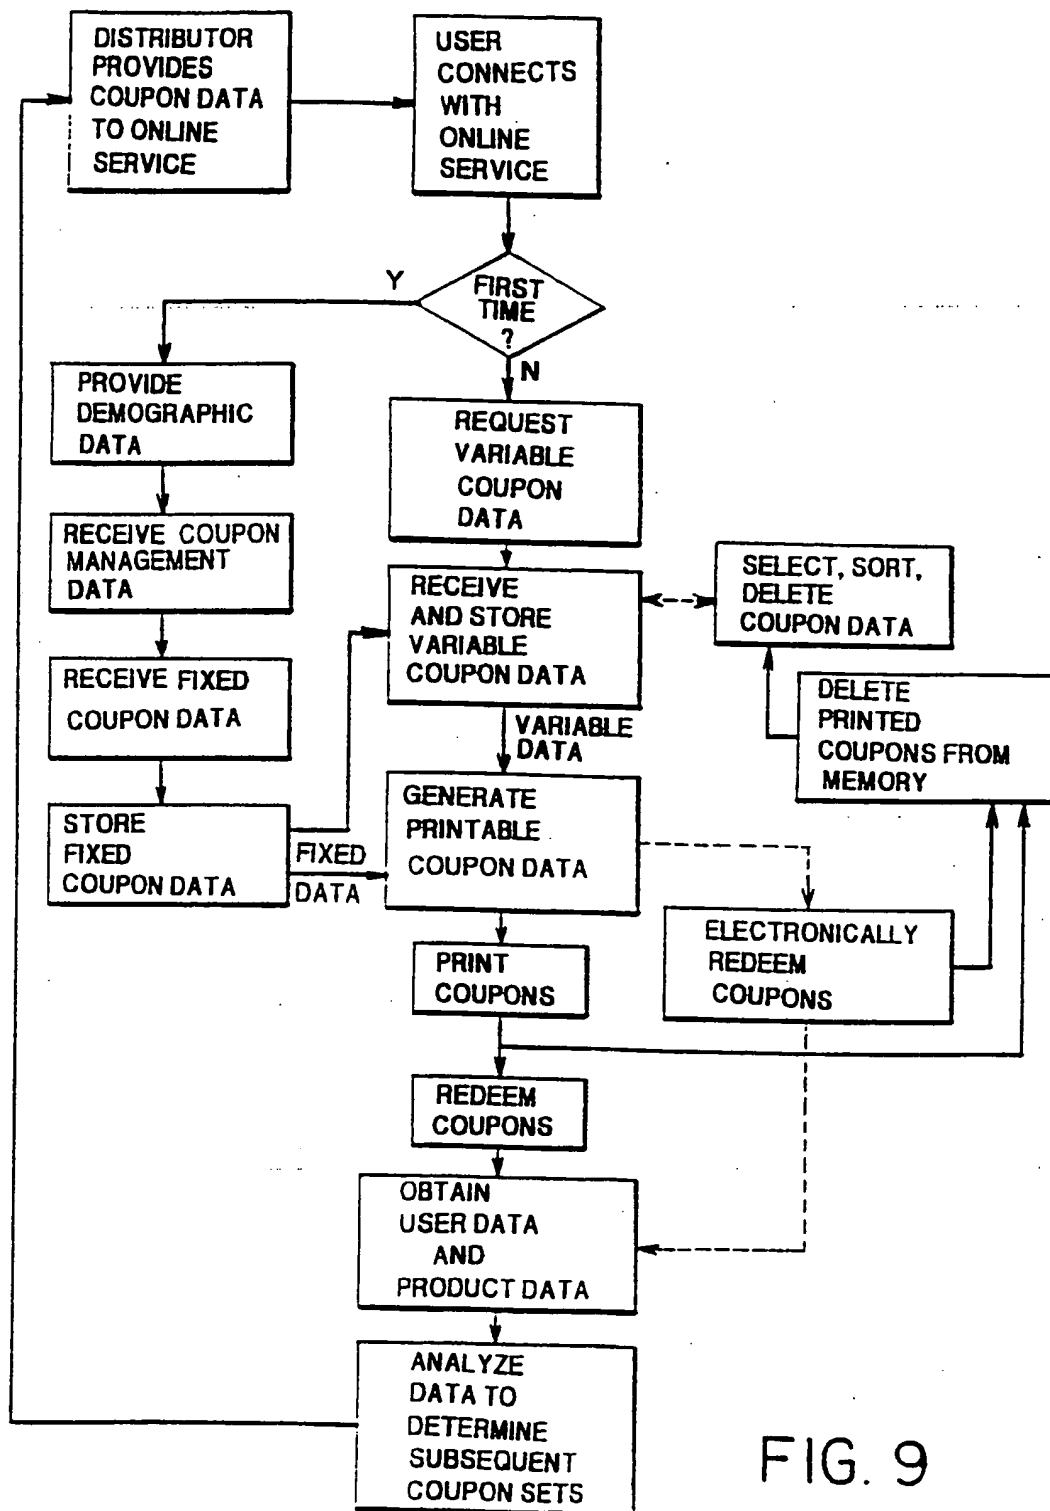 DISTRIBUTOR
PROVIDES
COUPON DATA
TO ONLINE
SERVICE
USER
CONNECTS
WITH
ONLINE
SERVICE
Y
FIRST
TIME
?
N
PROVIDE
DEMOGRAPHIC
DATA
REQUEST
VARIABLE
COUPON
DATA
RECEIVE COUPON
MANAGEMENT
DATA
RECEIVE
AND STORE
VARIABLE
COUPON DATA
SELECT, SORT,
DELETE
COUPON DATA
RECEIVE FIXED
COUPON DATA
DELETE
PRINTED
COUPONS FROM
MEMORY
VARIABLE
DATA
STORE
FIXED
COUPON DATA
FIXED
DATA
GENERATE
PRINTABLE
COUPON DATA
ELECTRONICALLY
REDEEM
COUPONS
PRINT
COUPONS
REDEEM
COUPONS
OBTAIN
USER DATA
AND
PRODUCT DATA
ANALYZE
DATA TO
DETERMINE
SUBSEQUENT
COUPON SETS
FIG. 9